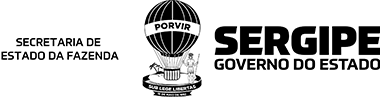 SECRETARIA DE
ESTADO DA FAZENDA
PORVIR
SUB LEGE LIBERTAS
SERGIPE
GOVERNO DO ESTADO